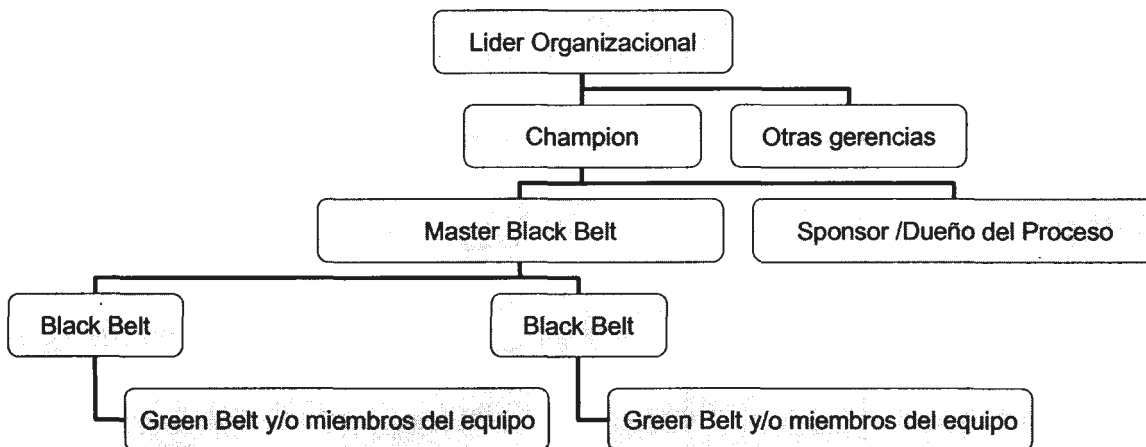 Lider Organizacional
Champion
Otras gerencias
Master Black Belt
Sponsor /Dueño del Proceso
Black Belt
Black Belt
Green Belt y/o miembros del equipo
Green Belt y/o miembros del equipo